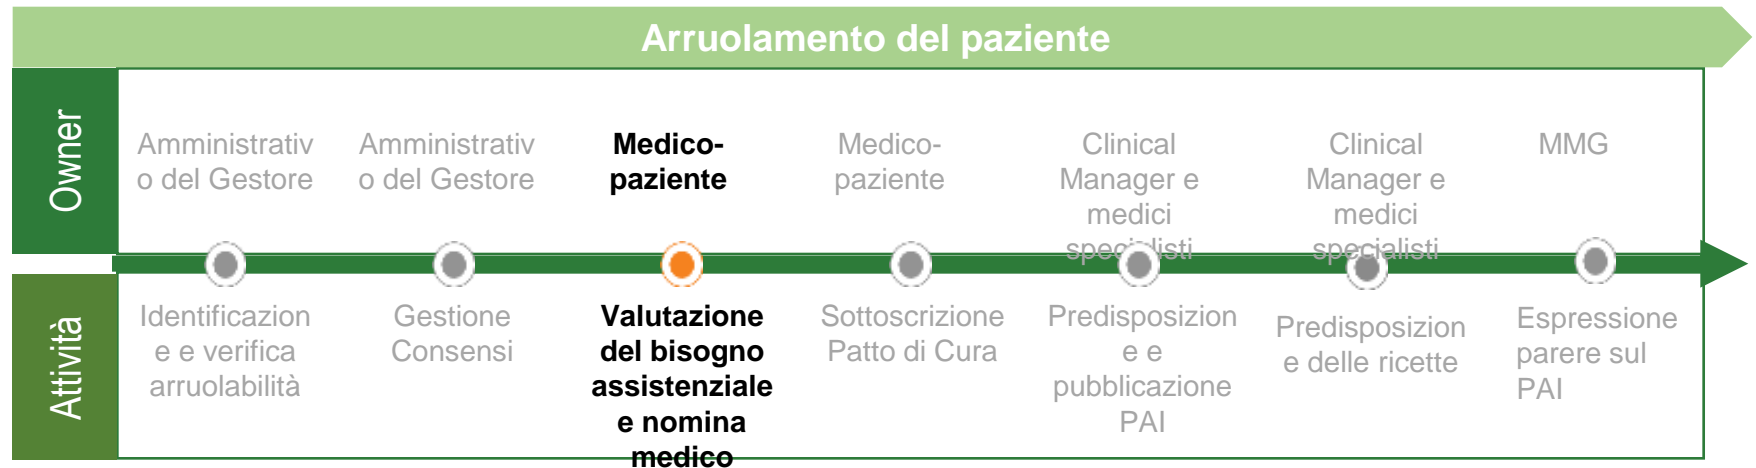 Arruolamento del paziente
Owner
Amministrativ
o del Gestore
Amministrativ
o del Gestore
Medico-
paziente
Medico-
paziente
Clinical
Manager e
medici
specialisti
Clinical
Manager e
medici
specialisti
MMG
Attività
Identificazion
e e verifica
arruolabilità
Gestione
Consensi
Valutazione
del bisogno
assistenziale
e nomina
medico
Sottoscrizione
Patto di Cura
Predisposizion
e e
pubblicazione
PAI
Predisposizion
e delle ricette
Espressione
parere sul
PAI